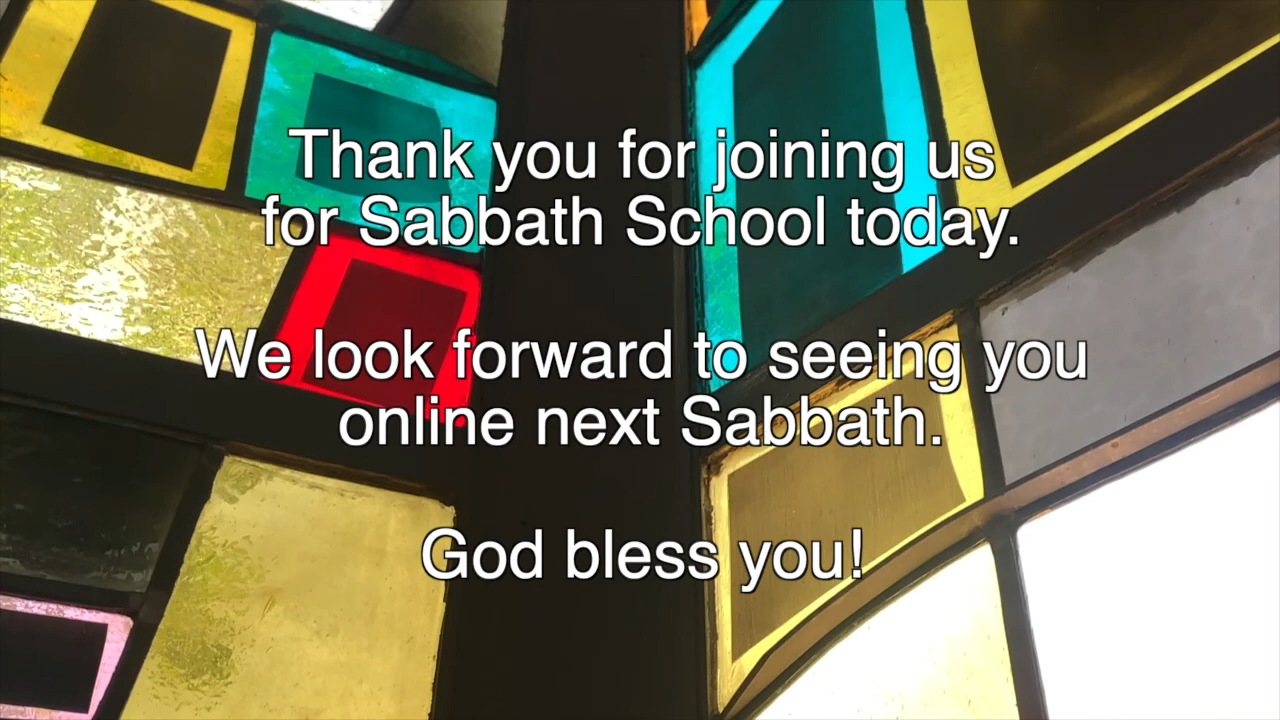 Thank you for joining us
for Sabbath School today.
We look forward to seeing you
online next Sabbath.
God bless you!